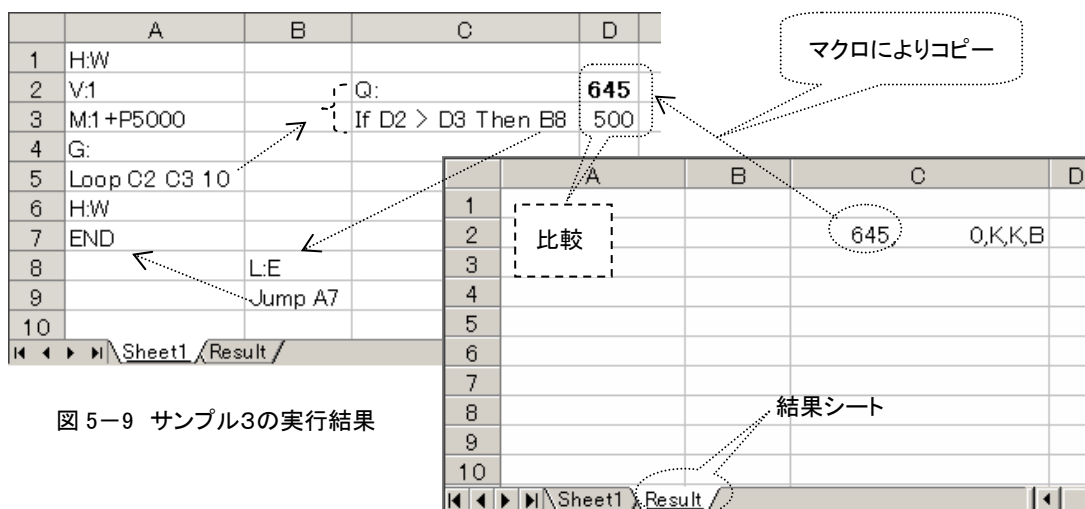 A B C D
1 H:W
2 V:1 Q: 645
3 M:1+P5000 If D2 > D3 Then B8 500
4 G:
5 Loop C2 C3 10
6 H:W
7 END
8 L:E
9 Jump A7
10
Sheet1 Result
マクロによりコピー
A B C D
1
2 645, 0,K,K,B
3
4
5
6
7
8
9
10
比較
結果シート
Sheet1 Result
図 5－9 サンプル3の実行結果